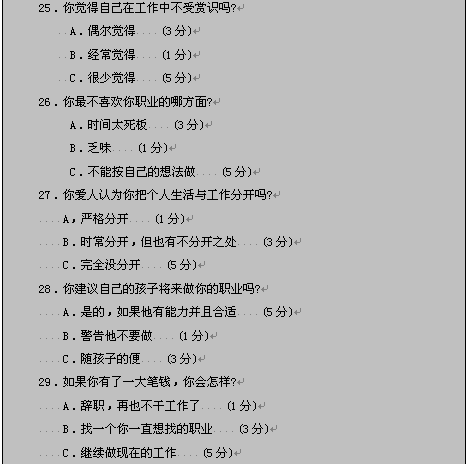 25．你觉得自己在工作中不受赏识吗?
A．偶尔觉得 (3分)
B．经常觉得 (1分)
C．很少觉得 (5分)
26．你最不喜欢你职业的哪方面?
A．时间太死板 (3分)
B．乏味 (1分)
C．不能按自己的想法做 (5分)
27．你爱人认为你把个人生活与工作分开吗?
A，严格分开 (1分)
B．时常分开，但也有不分开之处 (3分)
C．完全没分开 (5分)
28．你建议自己的孩子将来做你的职业吗?
A．是的，如果他有能力并且合适 (5分)
B．警告他不要做 (1分)
C．随孩子的便 (3分)
29．如果你有了一大笔钱，你会怎样?
A．辞职，再也不干工作了 (1分)
B．找一个你一直想找的职业 (3分)
C．继续做现在的工作 (5分)